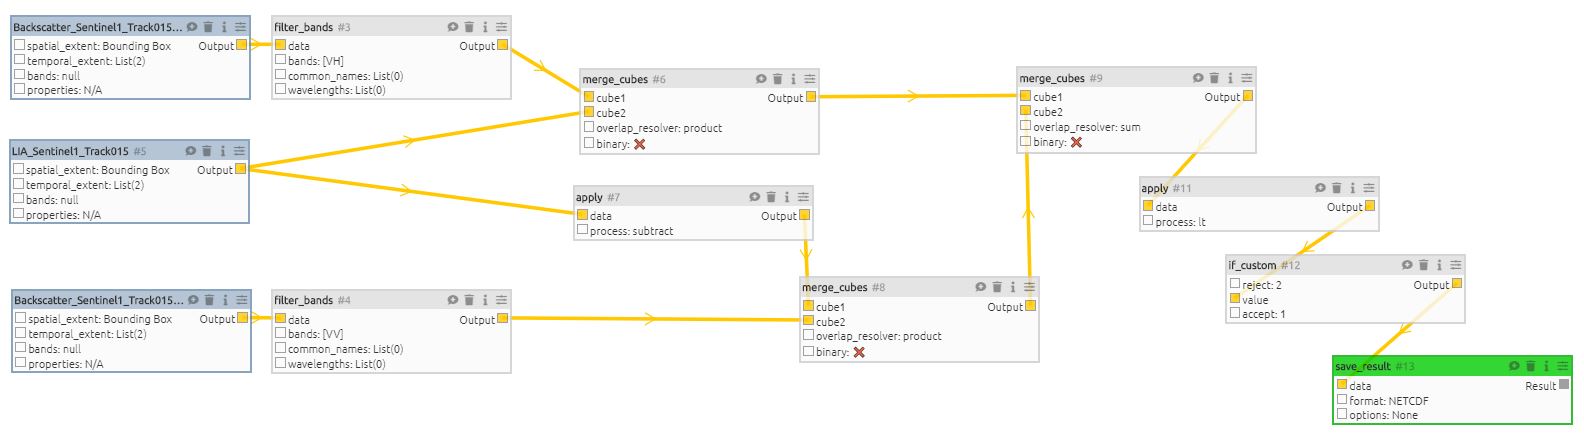 Backscatter_Sentinel1_Track015...
spatial_extent: Bounding Box
Output
temporal_extent: List(2)
bands: null
properties: N/A
filter_bands #3
data
Output
bands: [VH]
common_names: List(0)
wavelengths: List(0)
LIA_Sentinel1_Track015 #5
spatial_extent: Bounding Box
Output
temporal_extent: List(2)
bands: null
properties: N/A
Backscatter_Sentinel1_Track015...
spatial_extent: Bounding Box
Output
temporal_extent: List(2)
bands: null
properties: N/A
filter_bands #4
data
Output
bands: [VV]
common_names: List(0)
wavelengths: List(0)
merge_cubes #6
cube1
Output
cube2
overlap_resolver: product
binary: ✖
apply #7
data
Output
process: subtract
merge_cubes #8
cube1
Output
cube2
overlap_resolver: product
binary: ✖
merge_cubes #9
cube1
Output
cube2
overlap_resolver: sum
binary: ✖
apply #11
data
Output
process: lt
if_custom #12
reject: 2
Output
value
accept: 1
save_result #13
data
Result
format: NETCDF
options: None